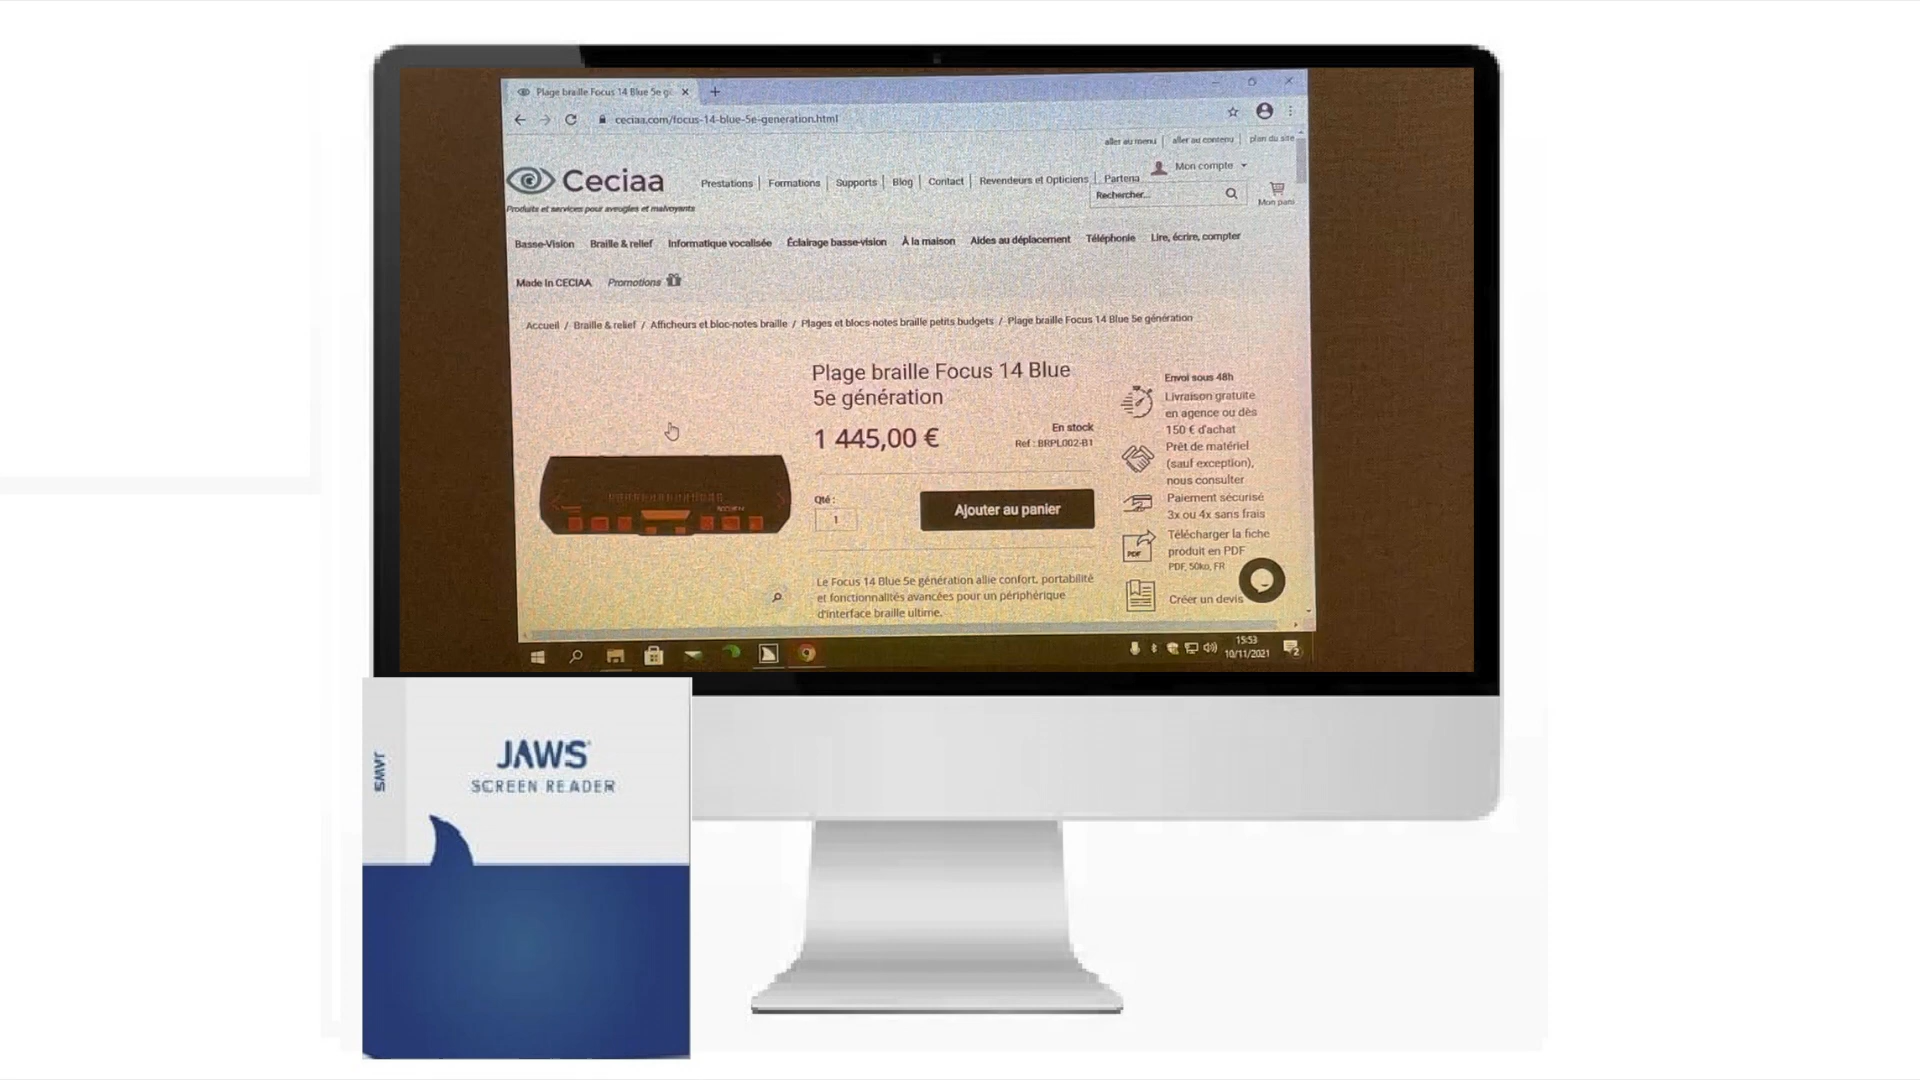 Plage braille Focus 14 Blue 5e gé
ceciaa.com/focus-14-blue-5e-generation.html
aller au menu | aller au contenu | plan du site
Mon compte
Ceciaa
Prestations | Formations | Supports | Blog | Contact | Revendeurs et Opticiens | Partena
Rechercher...
Mon pani
Produits et services pour aveugles et malvoyants
Basse-Vision Braille & relief Informatique vocalisée Éclairage basse-vision À la maison Aides au déplacement Téléphonie Lire, écrire, compter
Made In CECIAA Promotions
Accueil / Braille & relief / Afficheurs et bloc-notes braille / Plages et blocs-notes braille petits budgets / Plage braille Focus 14 Blue 5e génération
Plage braille Focus 14 Blue
5e génération
1 445,00 €
En stock
Ref : BRPL002-B1
Qté :
1
Ajouter au panier
Le Focus 14 Blue 5e génération allie confort, portabilité
et fonctionnalités avancées pour un périphérique
d'interface braille ultime.
Envoi sous 48h
Livraison gratuite
en agence ou dès
150 € d'achat
Prêt de matériel
(sauf exception),
nous consulter
Paiement sécurisé
3x ou 4x sans frais
Télécharger la fiche
produit en PDF
PDF, 50ko, FR
PDF
Créer un devis
15:53
10/11/2021
2
JAWS
JAWS
SCREEN READER